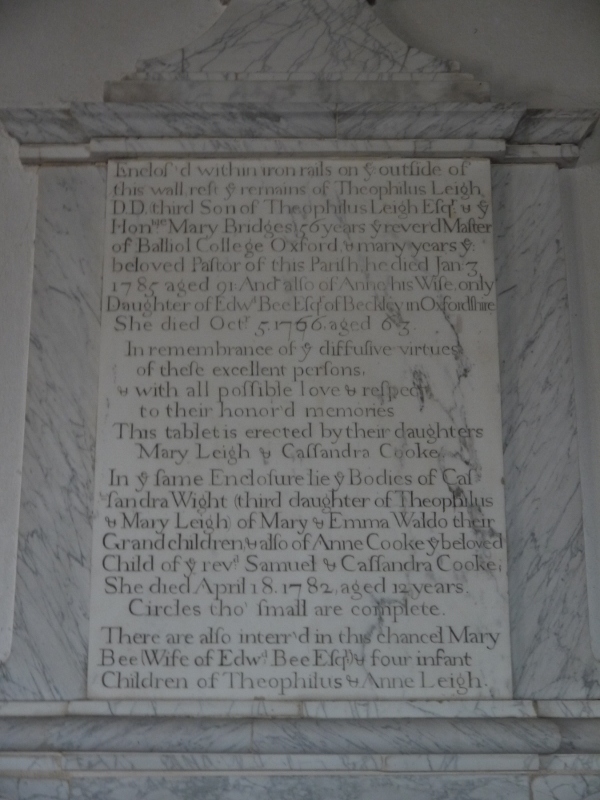 Enclos'd within iron rails on yͤ outside of
this wall, rest yͤ remains of Theophilus Leigh
D.D. (third Son of Theophilus Leigh Esqͬ. & yͤ
Honᵇˡᵉ Mary Bridges) 56 years yͤ rever'd Master
of Balliol College Oxford & many years yͤ
beloved Pastor of this Parish, he died Jan: 3
1785 aged 91. And also of Anne his Wife, only
Daughter of Edwᵈ Bee Esqͬ of Beckley in Oxfordshire
She died Octͬ 5. 1766. aged 63.
In remembrance of yͤ diffusive virtues
of these excellent persons,
& with all possible love & respect
to their honor'd memories
This tablet is erected by their daughters
Mary Leigh & Cassandra Cooke.
In yͤ same Enclosure lie yͤ Bodies of Cas-
sandra Wight (third daughter of Theophilus
& Mary Leigh) of Mary & Emma Waldo their
Grandchildren, & also of Anne Cooke yͤ beloved
Child of yͤ revᵈ Samuel & Cassandra Cooke,
She died April 18. 1782, aged 12 years.
Circles tho' small are complete.
There are also interr'd in this chancel Mary
Bee (Wife of Edwᵈ Bee Esqͬ) & four infant
Children of Theophilus & Anne Leigh.